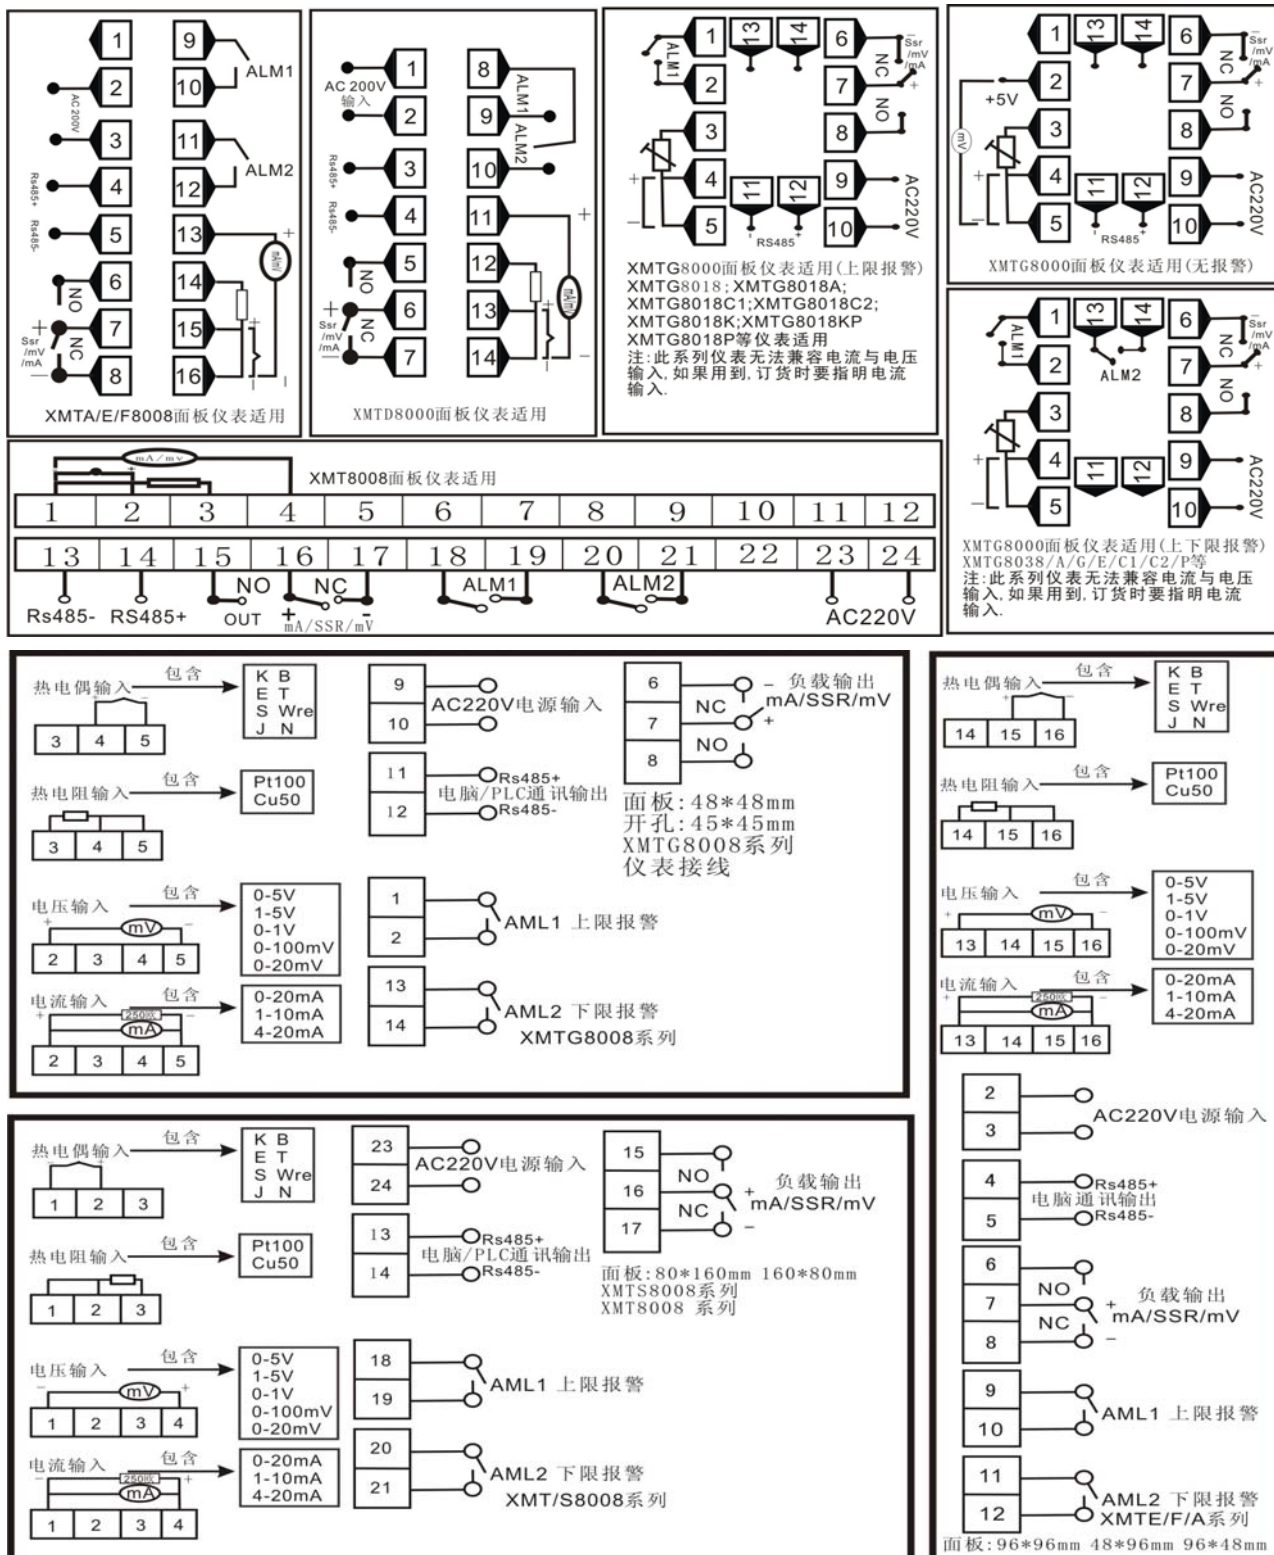 1
2
3
4
5
6
7
8
9
10
11
12
13
14
15
16
AC 200V
Rs485+
Rs485-
NO
NC
+
Ssr
/mV
/mA
—
ALM1
ALM2
+
mA/mV
XMTA/E/F8008面板仪表适用
AC 200V
输入
1
2
3
4
5
6
7
8
9
10
11
12
13
14
Rs485+
Rs485-
NO
NC
+
Ssr
/mV
/mA
—
ALM1
ALM2
+
mA/mV
-
XMTD8000面板仪表适用
ALM1
1
2
3
4
5
13
14
11
12
6
7
8
9
10
Ssr
/mV
/mA
NC
NO
AC220V
- RS485 +
XMTG8000面板仪表适用(上限报警)
XMTG8018; XMTG8018A;
XMTG8018C1;XMTG8018C2;
XMTG8018K;XMTG8018KP
XMTG8018P等仪表适用
注:此系列仪表无法兼容电流与电压
输入,如果用到,订货时要指明电流
输入.
1
2
3
4
5
13
14
11
12
6
7
8
9
10
+5V
mV
Ssr
/mV
/mA
NC
NO
AC220V
- RS485 +
XMTG8000面板仪表适用(无报警)
ALM1
1
2
3
4
5
13
14
ALM2
11
12
6
7
8
9
10
Ssr
/mV
/mA
NC
NO
AC220V
XMTG8000面板仪表适用(上下限报警)
XMTG8038/A/G/E/C1/C2/P等
注:此系列仪表无法兼容电流与电压
输入,如果用到,订货时要指明电流
输入.
mA/mv
XMT8008面板仪表适用
1 2 3 4 5 6 7 8 9 10 11 12
13 14 15 16 17 18 19 20 21 22 23 24
Rs485- RS485+ NO OUT NC + - mA/SSR/mV ALM1 ALM2 AC220V
热电偶输入 包含
K B
E T
S Wre
J N
+ -
3 4 5
热电阻输入 包含
Pt100
Cu50
3 4 5
电压输入 包含
0-5V
1-5V
0-1V
0-100mV
0-20mV
+ mV -
2 3 4 5
电流输入 包含
0-20mA
1-10mA
4-20mA
+ 250欧 -
mA
2 3 4 5
9
10
AC220V电源输入
11
12
Rs485+
电脑/PLC通讯输出
Rs485-
1
2
AML1 上限报警
13
14
AML2 下限报警
XMTG8008系列
6
7
8
NC
NO
- 负载输出
mA/SSR/mV
+
面板:48*48mm
开孔:45*45mm
XMTG8008系列
仪表接线
热电偶输入 包含
K B
E T
S Wre
J N
- +
1 2 3
热电阻输入 包含
Pt100
Cu50
1 2 3
电压输入 包含
0-5V
1-5V
0-1V
0-100mV
0-20mV
- mV +
1 2 3 4
电流输入 包含
0-20mA
1-10mA
4-20mA
- 250欧 +
mA
1 2 3 4
23
24
AC220V电源输入
13
14
Rs485+
电脑/PLC通讯输出
Rs485-
18
19
AML1 上限报警
20
21
AML2 下限报警
XMT/S8008系列
15
16
17
NO
NC
负载输出
+ mA/SSR/mV
-
面板:80*160mm 160*80mm
XMTS8008系列
XMT8008 系列
热电偶输入 包含
K B
E T
S Wre
J N
+ -
14 15 16
热电阻输入 包含
Pt100
Cu50
14 15 16
电压输入 包含
0-5V
1-5V
0-1V
0-100mV
0-20mV
+ mV -
13 14 15 16
电流输入 包含
0-20mA
1-10mA
4-20mA
+ 250欧 -
mA
13 14 15 16
2
3
AC220V电源输入
4
5
Rs485+
电脑通讯输出
Rs485-
6
7
8
NO
NC
负载输出
+ mA/SSR/mV
-
9
10
AML1 上限报警
11
12
AML2 下限报警
XMTE/F/A系列
面板:96*96mm 48*96mm 96*48mm